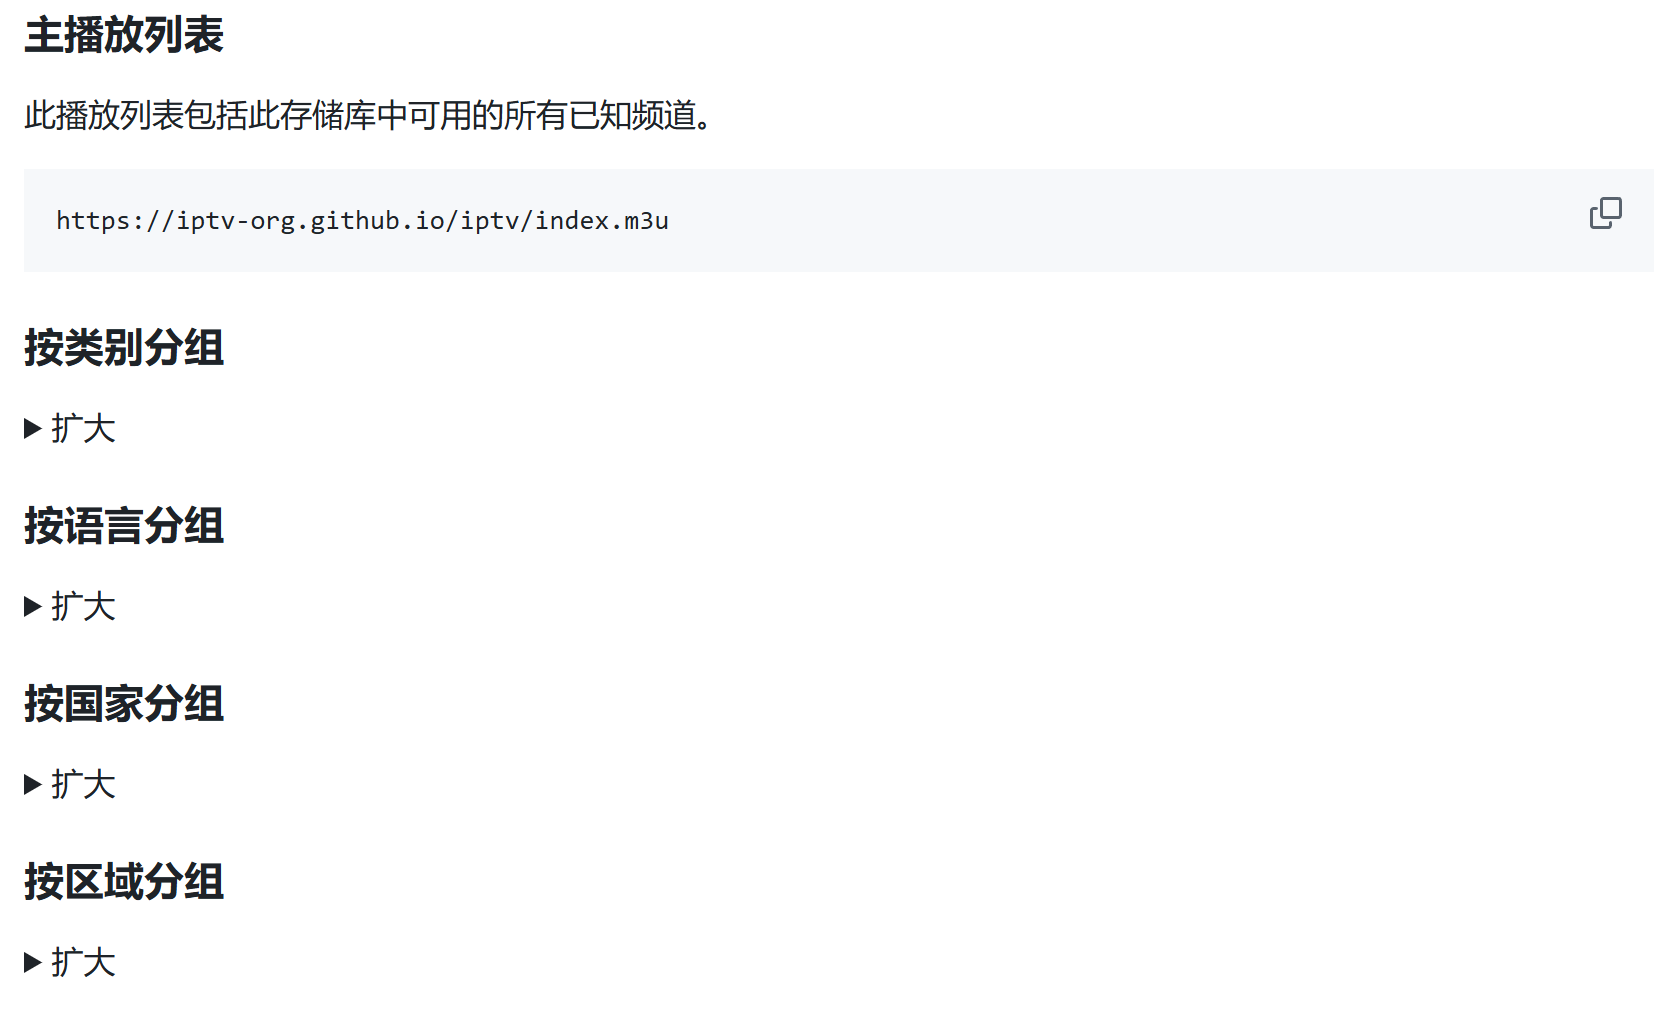 主播放列表
此播放列表包括此存储库中可用的所有已知频道。
https://iptv-org.github.io/iptv/index.m3u
按类别分组
扩大
按语言分组
扩大
按国家分组
扩大
按区域分组
扩大